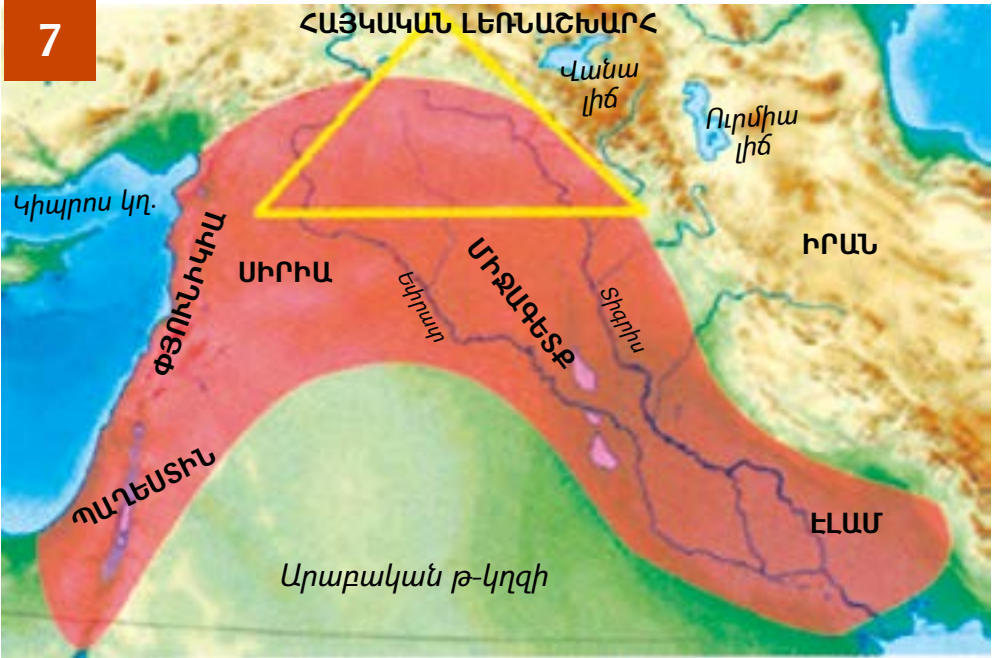 7
ՀԱՅԿԱԿԱՆ ԼԵՌՆԱՇԽԱՐՀ
Վանա
լիճ
Ուրմիա
լիճ
Կիպրոս կղ.
ՓՅՈՒՆԻԿԻԱ
ՍԻՐԻԱ
Եփրատ
ՄԻՋԱԳԵՏՔ
Տիգրիս
ԻՐԱՆ
ՊԱՂԵՍՏԻՆ
ԷԼԱՄ
Արաբական թ-կղզի